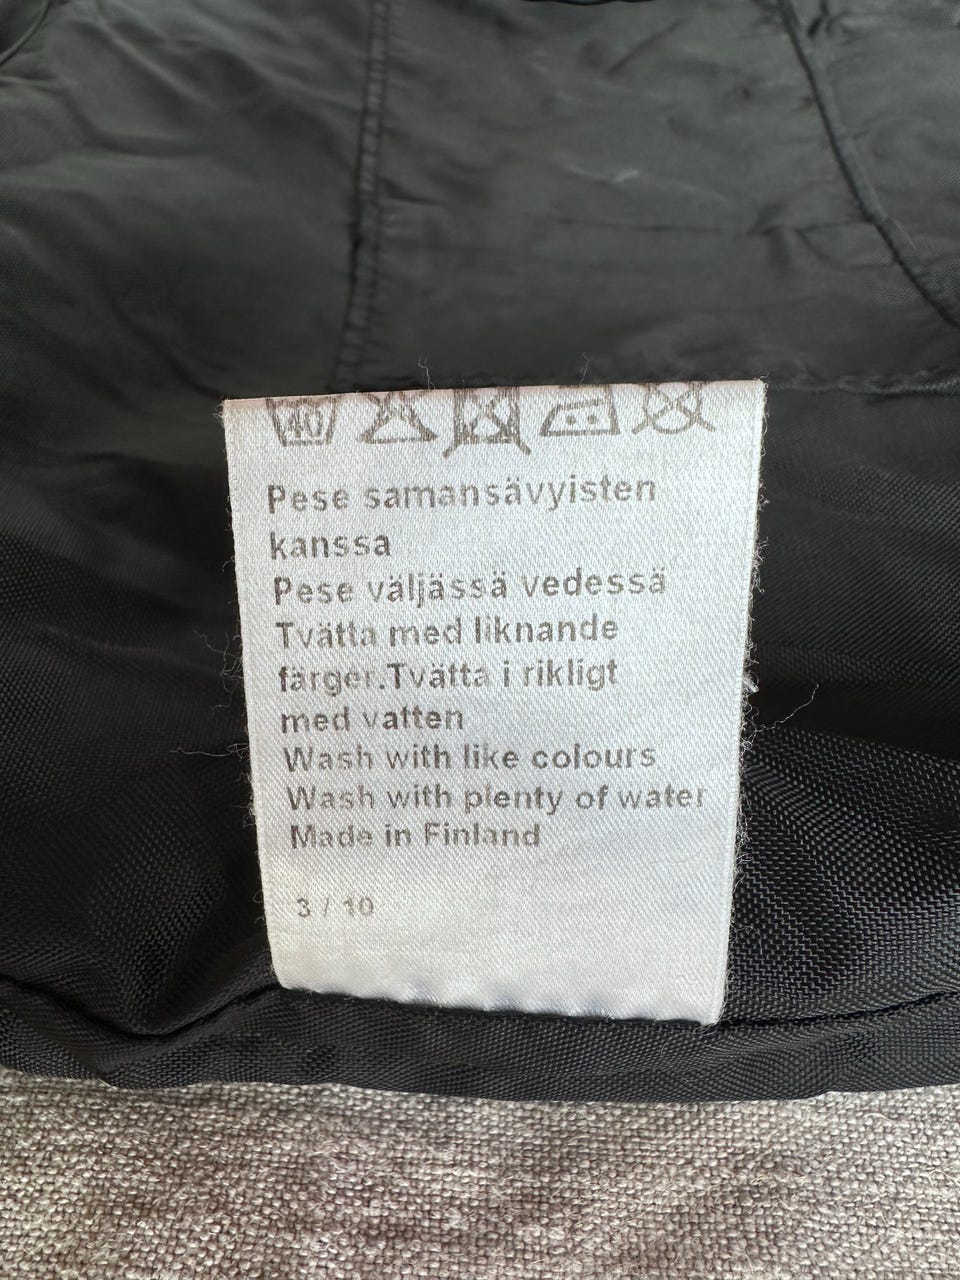 40
Pese samansävyisten
kanssa
Pese väljässä vedessä
Tvätta med liknande
färger.Tvätta i rikligt
med vatten
Wash with like colours
Wash with plenty of water
Made in Finland
3 / 10